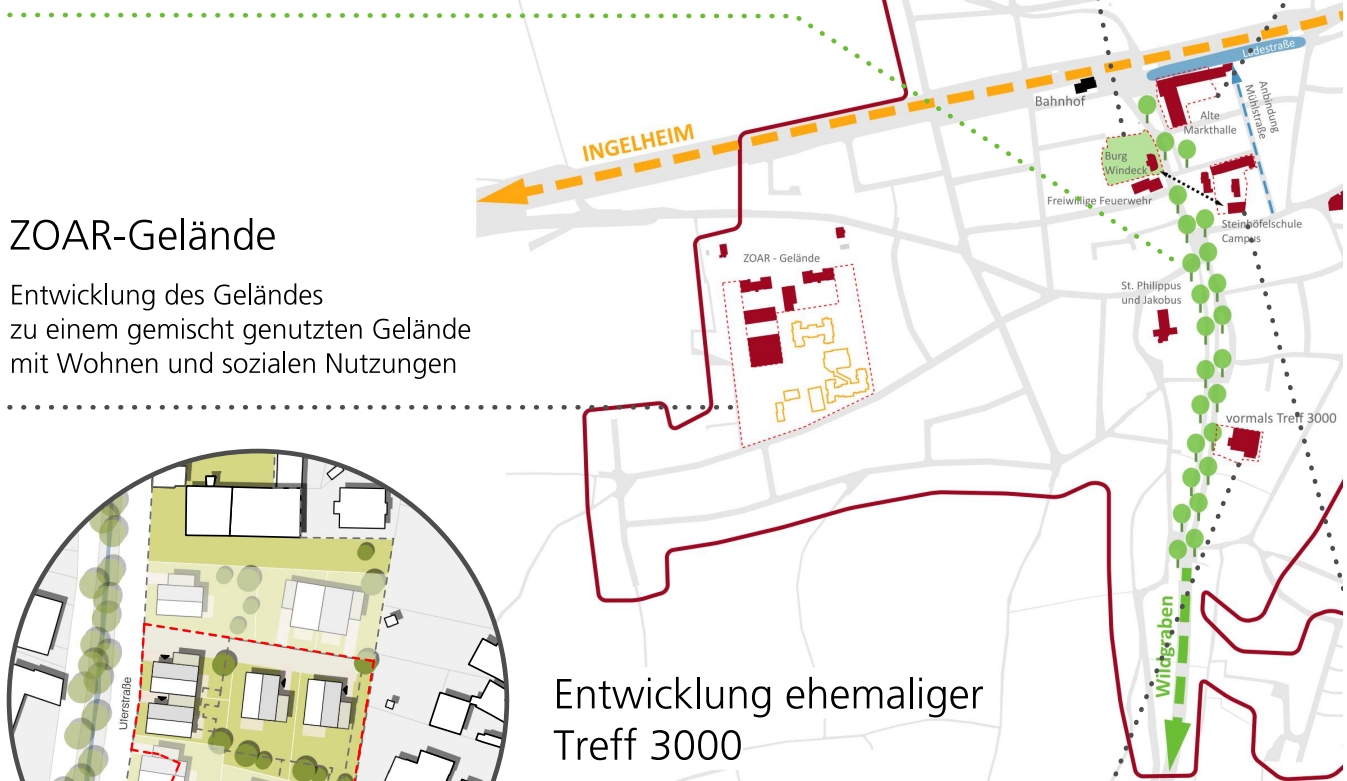 ZOAR-Gelände
Entwicklung des Geländes
zu einem gemischt genutzten Gelände
mit Wohnen und sozialen Nutzungen
INGELHEIM
Bahnhof
Ludestraße
Anbindung
Mühlstraße
Alte
Markthalle
Burg
Windeck
Freiwillige Feuerwehr
Steinhöfelschule
Campus
ZOAR - Gelände
St. Philippus
und Jakobus
vormals Treff 3000
Wildgraben
Uferstraße
Entwicklung ehemaliger
Treff 3000